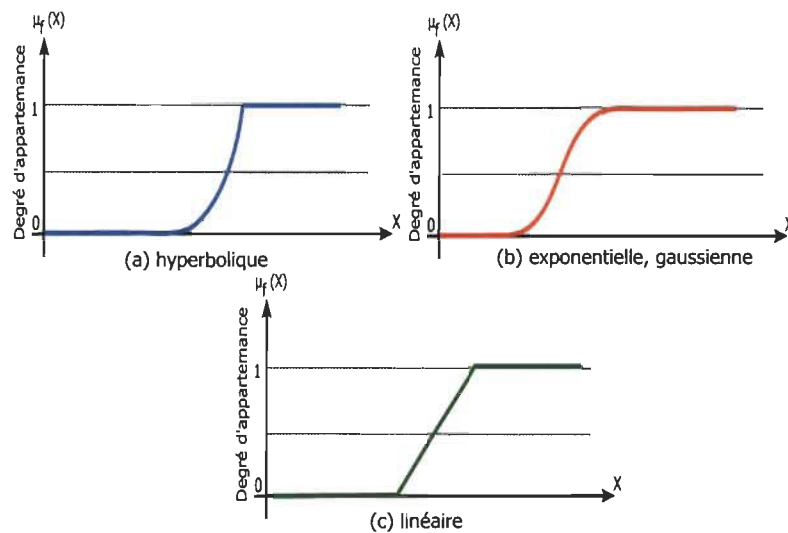 μf(X)
Degré d'appartemance
1
0
X
(a) hyperbolique
μf(X)
Degré d'appartemance
1
0
X
(b) exponentielle, gaussienne
μf(X)
Degré d'appartemance
1
0
X
(c) linéaire